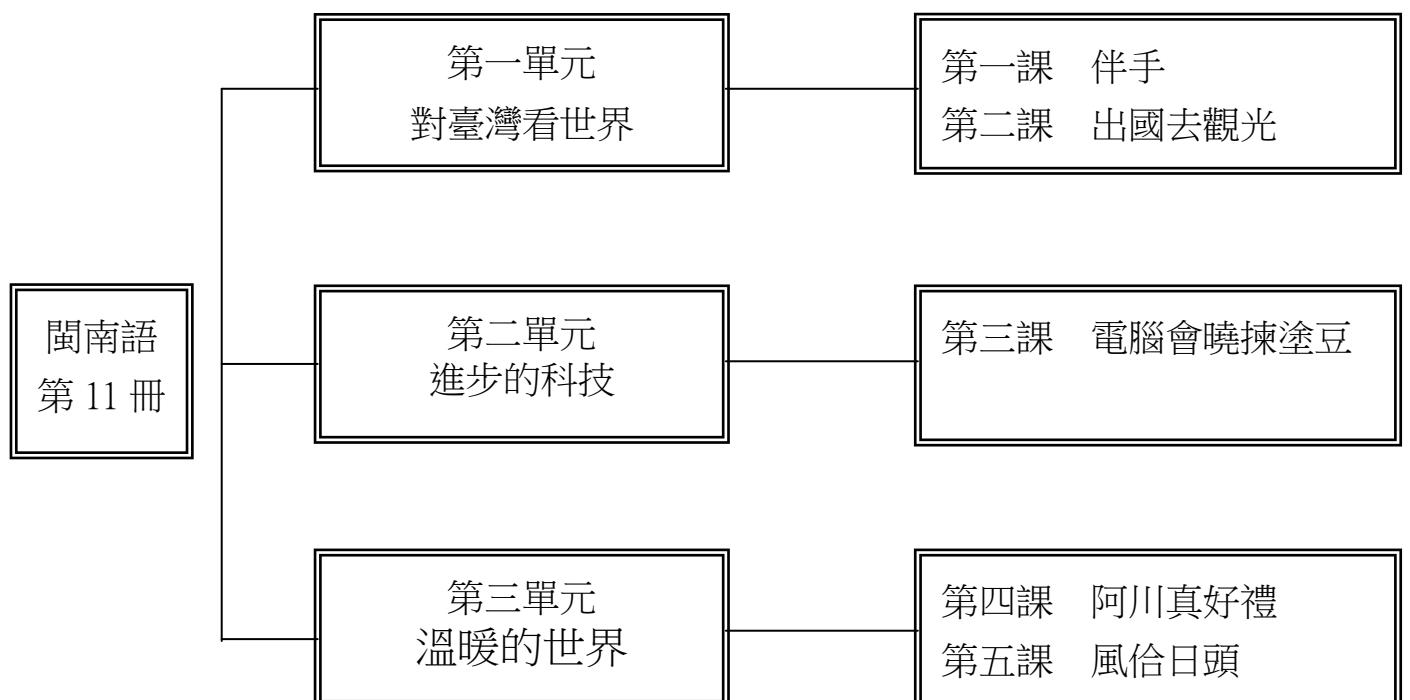 閩南語
第 11 冊
第一單元
對臺灣看世界
第一課　伴手
第二課　出國去觀光
第二單元
進步的科技
第三課　電腦會曉揀塗豆
第三單元
溫暖的世界
第四課　阿川真好禮
第五課　風佮日頭